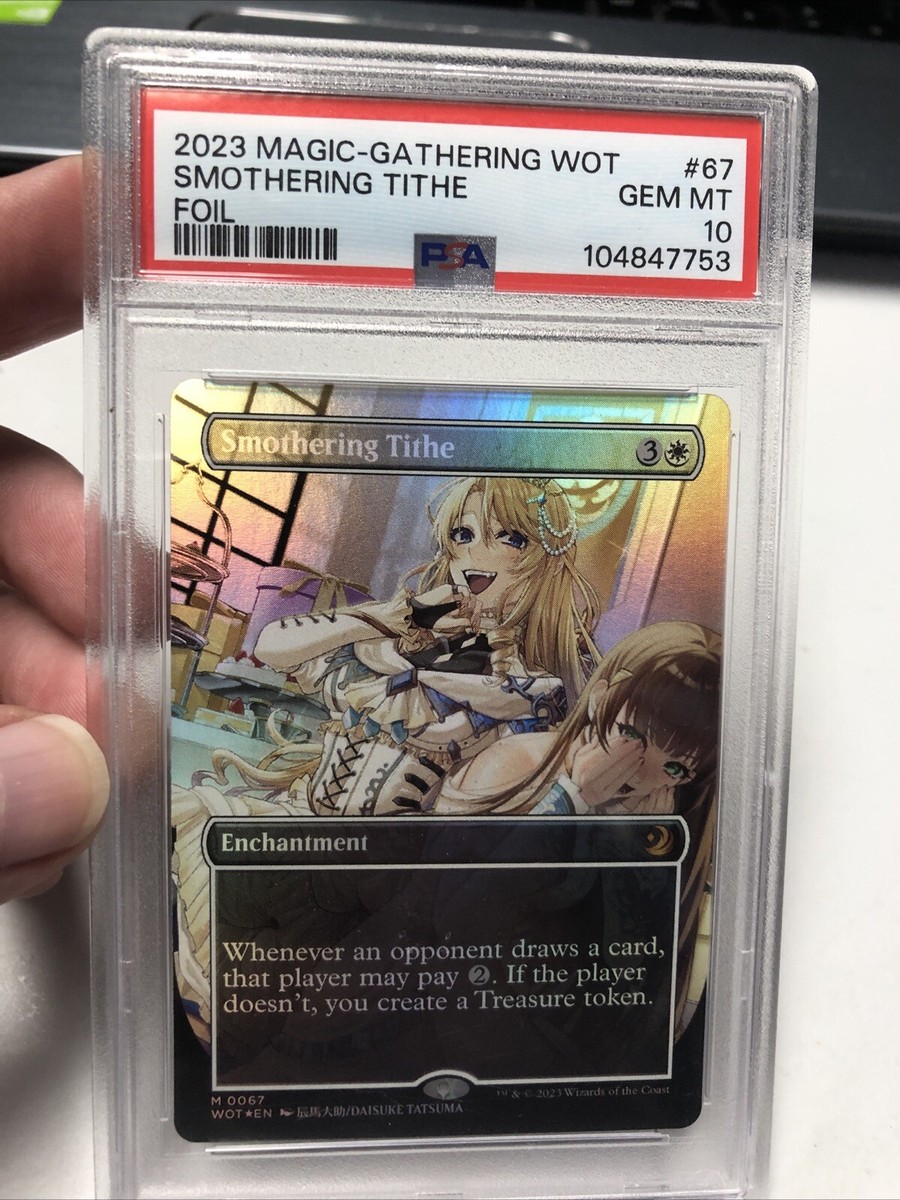 2023 MAGIC-GATHERING WOT #67
SMOTHERING TITHE GEM MT
FOIL 10
PSA 104847753
Smothering Tithe 3
Enchantment
Whenever an opponent draws a card,
that player may pay 2. If the player
doesn't, you create a Treasure token.
M 0067
WOT★EN 辰馬大助/DAISUKE TATSUMA
™ & © 2023 Wizards of the Coast